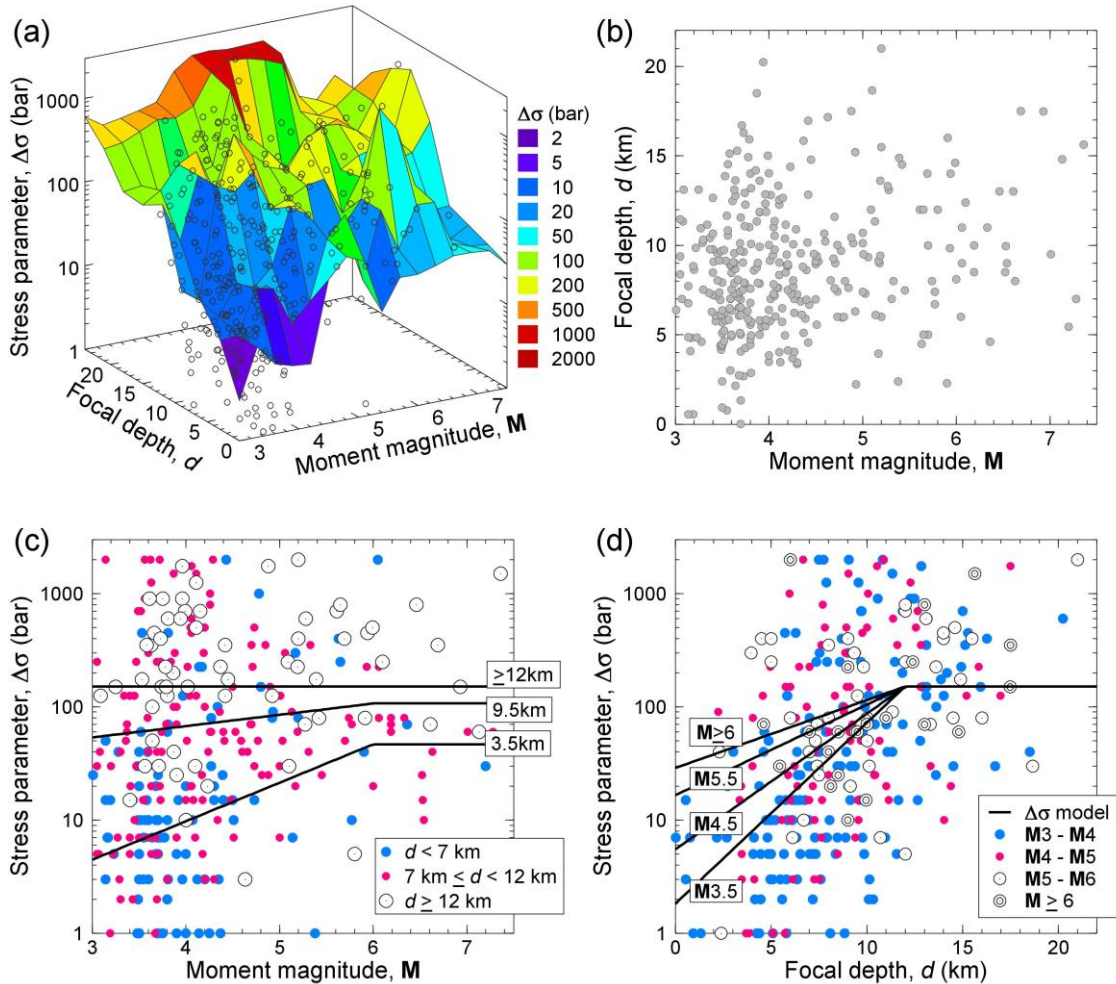 (a)
Stress parameter, Δσ (bar)
1000
100
10
1
20
15
10
5
0
Focal depth, d
3
4
5
6
7
Moment magnitude, M
Δσ (bar)
2
5
10
20
50
100
200
500
1000
2000
(b)
Focal depth, d (km)
20
15
10
5
0
3 4 5 6 7
Moment magnitude, M
(c)
Stress parameter, Δσ (bar)
1000
100
10
1
≥12km
9.5km
3.5km
d < 7 km
7 km ≤ d < 12 km
d ≥ 12 km
3 4 5 6 7
Moment magnitude, M
(d)
Stress parameter, Δσ (bar)
1000
100
10
1
M≥6
M5.5
M4.5
M3.5
Δσ model
M3 - M4
M4 - M5
M5 - M6
M ≥ 6
0 5 10 15 20
Focal depth, d (km)